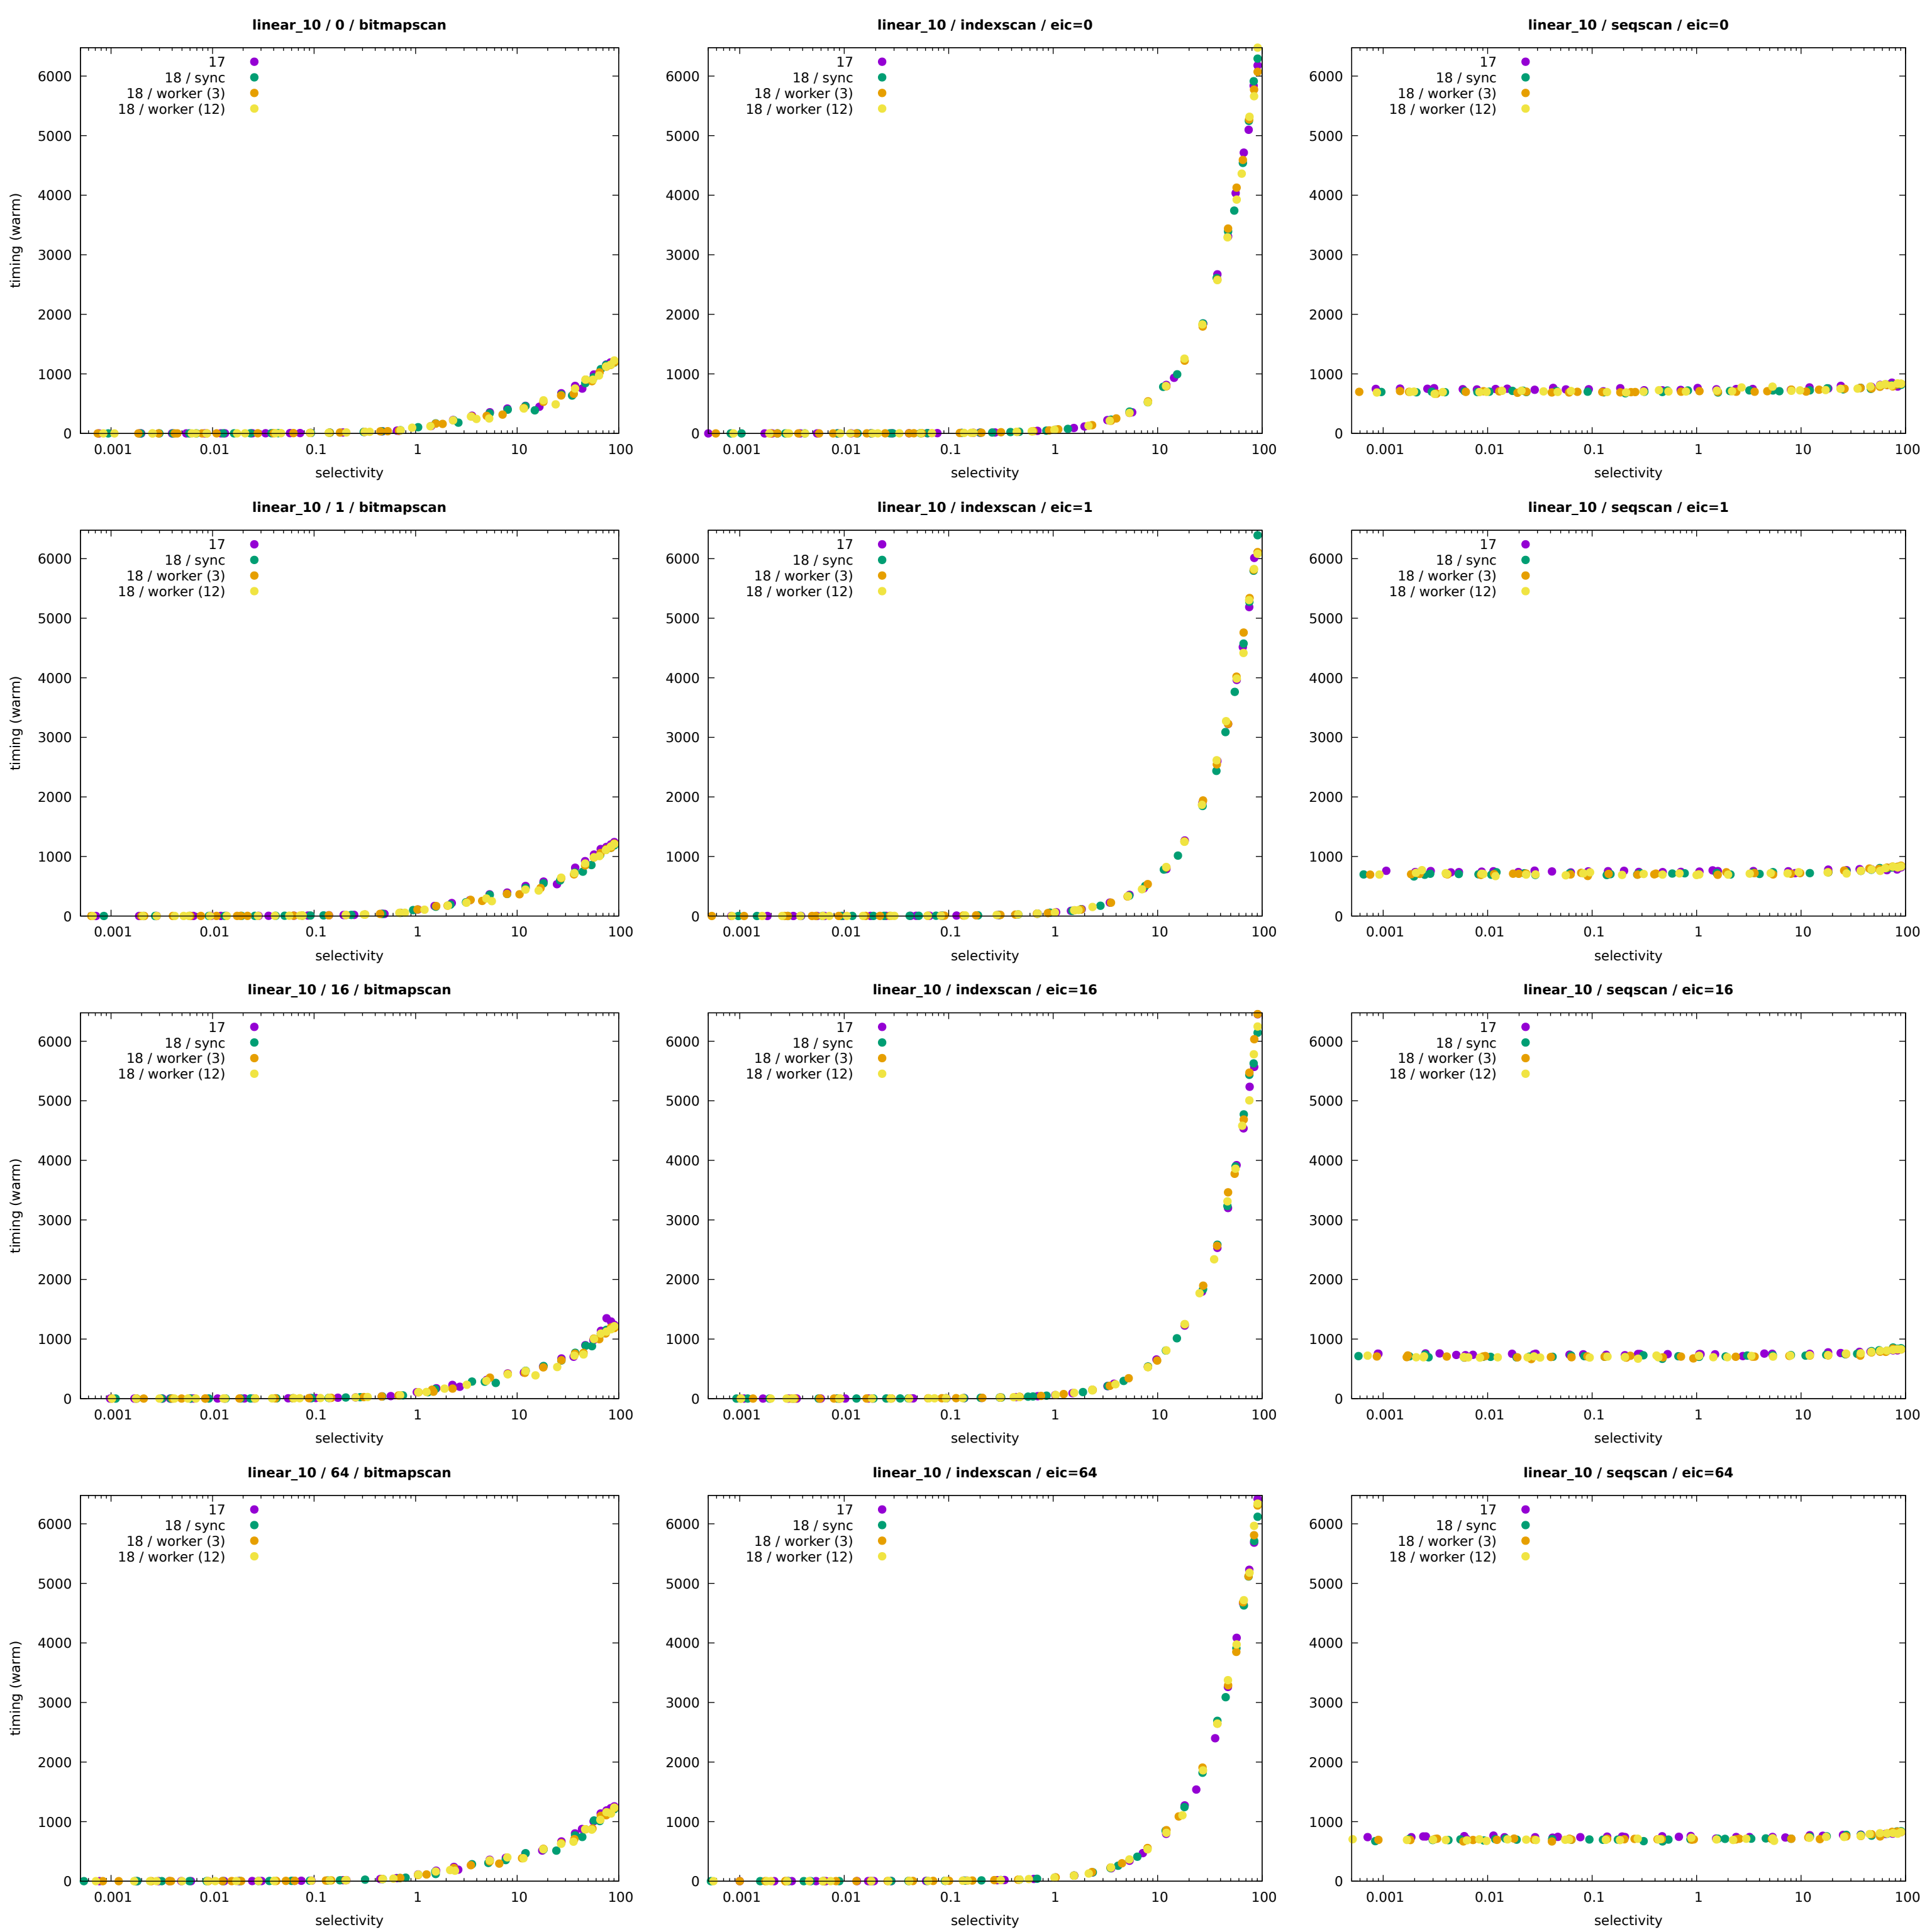 linear_10 / 0 / bitmapscan
timing (warm)
6000
5000
4000
3000
2000
1000
0
17
18 / sync
18 / worker (3)
18 / worker (12)
0.001 0.01 0.1 1 10 100
selectivity
linear_10 / indexscan / eic=0
6000
5000
4000
3000
2000
1000
0
17
18 / sync
18 / worker (3)
18 / worker (12)
0.001 0.01 0.1 1 10 100
selectivity
linear_10 / seqscan / eic=0
6000
5000
4000
3000
2000
1000
0
17
18 / sync
18 / worker (3)
18 / worker (12)
0.001 0.01 0.1 1 10 100
selectivity
linear_10 / 1 / bitmapscan
timing (warm)
6000
5000
4000
3000
2000
1000
0
17
18 / sync
18 / worker (3)
18 / worker (12)
0.001 0.01 0.1 1 10 100
selectivity
linear_10 / indexscan / eic=1
6000
5000
4000
3000
2000
1000
0
17
18 / sync
18 / worker (3)
18 / worker (12)
0.001 0.01 0.1 1 10 100
selectivity
linear_10 / seqscan / eic=1
6000
5000
4000
3000
2000
1000
0
17
18 / sync
18 / worker (3)
18 / worker (12)
0.001 0.01 0.1 1 10 100
selectivity
linear_10 / 16 / bitmapscan
timing (warm)
6000
5000
4000
3000
2000
1000
0
17
18 / sync
18 / worker (3)
18 / worker (12)
0.001 0.01 0.1 1 10 100
selectivity
linear_10 / indexscan / eic=16
6000
5000
4000
3000
2000
1000
0
17
18 / sync
18 / worker (3)
18 / worker (12)
0.001 0.01 0.1 1 10 100
selectivity
linear_10 / seqscan / eic=16
6000
5000
4000
3000
2000
1000
0
17
18 / sync
18 / worker (3)
18 / worker (12)
0.001 0.01 0.1 1 10 100
selectivity
linear_10 / 64 / bitmapscan
timing (warm)
6000
5000
4000
3000
2000
1000
0
17
18 / sync
18 / worker (3)
18 / worker (12)
0.001 0.01 0.1 1 10 100
selectivity
linear_10 / indexscan / eic=64
6000
5000
4000
3000
2000
1000
0
17
18 / sync
18 / worker (3)
18 / worker (12)
0.001 0.01 0.1 1 10 100
selectivity
linear_10 / seqscan / eic=64
6000
5000
4000
3000
2000
1000
0
17
18 / sync
18 / worker (3)
18 / worker (12)
0.001 0.01 0.1 1 10 100
selectivity